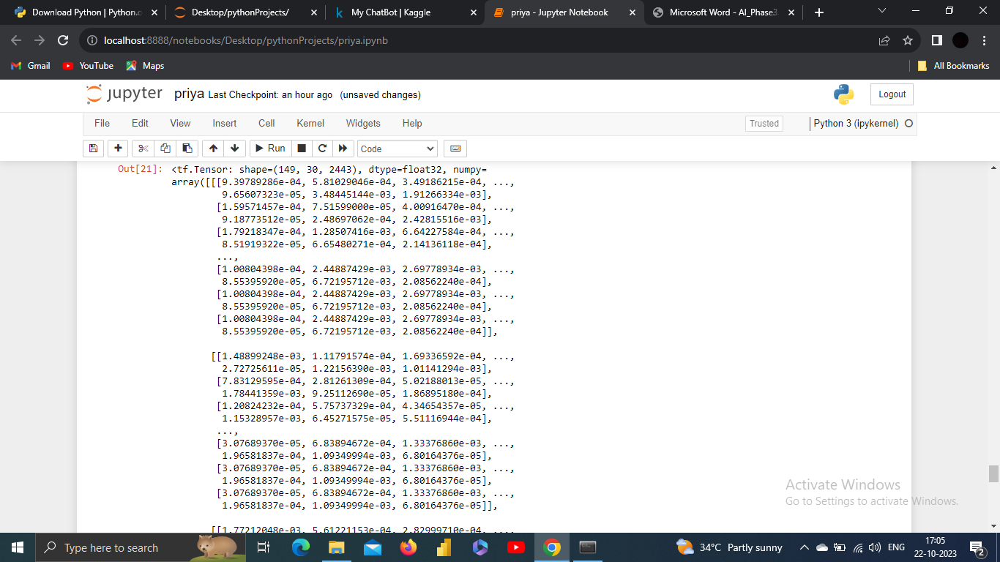 Download Python | Python.o
Desktop/pythonProjects/
My ChatBot | Kaggle
priya - Jupyter Notebook
Microsoft Word - AI_Phase3
localhost:8888/notebooks/Desktop/pythonProjects/priya.ipynb
Gmail YouTube Maps All Bookmarks
jupyter priya Last Checkpoint: an hour ago (unsaved changes) Logout
File Edit View Insert Cell Kernel Widgets Help Trusted Python 3 (ipykernel)
Run Code
Out[21]: <tf.Tensor: shape=(149, 30, 2443), dtype=float32, numpy=
array([[[9.39789286e-04, 5.81029046e-04, 3.49186215e-04, ...,
9.65607323e-05, 3.48445144e-03, 1.91266334e-03],
[1.59571457e-04, 7.51599000e-05, 4.00916470e-04, ...,
9.18773512e-05, 2.48697062e-04, 2.42815516e-03],
[1.79218347e-04, 1.28507416e-03, 6.64227584e-04, ...,
8.51919322e-05, 6.65480271e-04, 2.14136118e-04],
...,
[1.00804398e-04, 2.44887429e-03, 2.69778934e-03, ...,
8.55395920e-05, 6.72195712e-03, 2.08562240e-04],
[1.00804398e-04, 2.44887429e-03, 2.69778934e-03, ...,
8.55395920e-05, 6.72195712e-03, 2.08562240e-04],
[1.00804398e-04, 2.44887429e-03, 2.69778934e-03, ...,
8.55395920e-05, 6.72195712e-03, 2.08562240e-04]],
[[1.48899248e-03, 1.11791574e-04, 1.69336592e-04, ...,
2.72725611e-05, 1.22156390e-03, 1.01141294e-03],
[7.83129595e-04, 2.81261309e-04, 5.02188013e-05, ...,
1.78441359e-03, 9.25112690e-05, 1.86895180e-04],
[1.20824232e-04, 5.75737329e-04, 4.34654357e-05, ...,
1.15328957e-03, 6.45271575e-05, 5.51116944e-04],
...,
[3.07689370e-05, 6.83894672e-04, 1.33376860e-03, ...,
1.96581837e-04, 1.09349994e-03, 6.80164376e-05],
[3.07689370e-05, 6.83894672e-04, 1.33376860e-03, ...,
1.96581837e-04, 1.09349994e-03, 6.80164376e-05],
[3.07689370e-05, 6.83894672e-04, 1.33376860e-03, ...,
1.96581837e-04, 1.09349994e-03, 6.80164376e-05]],
[[1.77212048e-03, 5.61221153e-04, 2.82999710e-04, ...,
Activate Windows
Go to Settings to activate Windows.
Type here to search
34°C Partly sunny ENG
17:05
22-10-2023
2